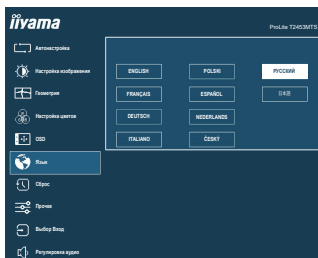 iiyama
ProLite T2453MTS
Автонастройка
Настройка изображения
Геометрия
Настройка цветов
OSD
Язык
Сброс
Прочее
Выбор Вход
Регулировка аудио
ENGLISH
POLSKI
РУССКИЙ
FRANÇAIS
ESPAÑOL
日本語
DEUTSCH
NEDERLANDS
ITALIANO
ČESKÝ